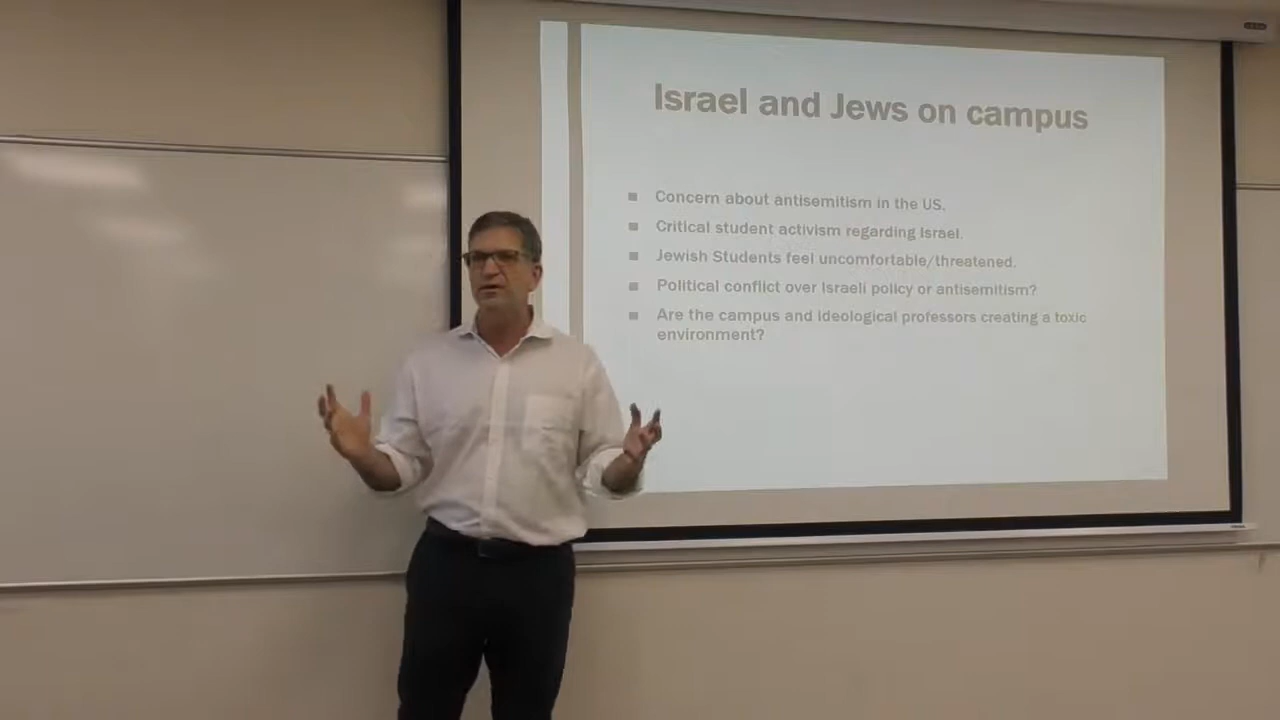 Israel and Jews on campus
Concern about antisemitism in the US.
Critical student activism regarding Israel.
Jewish Students feel uncomfortable/threatened.
Political conflict over Israeli policy or antisemitism?
Are the campus and ideological professors creating a toxic
environment?